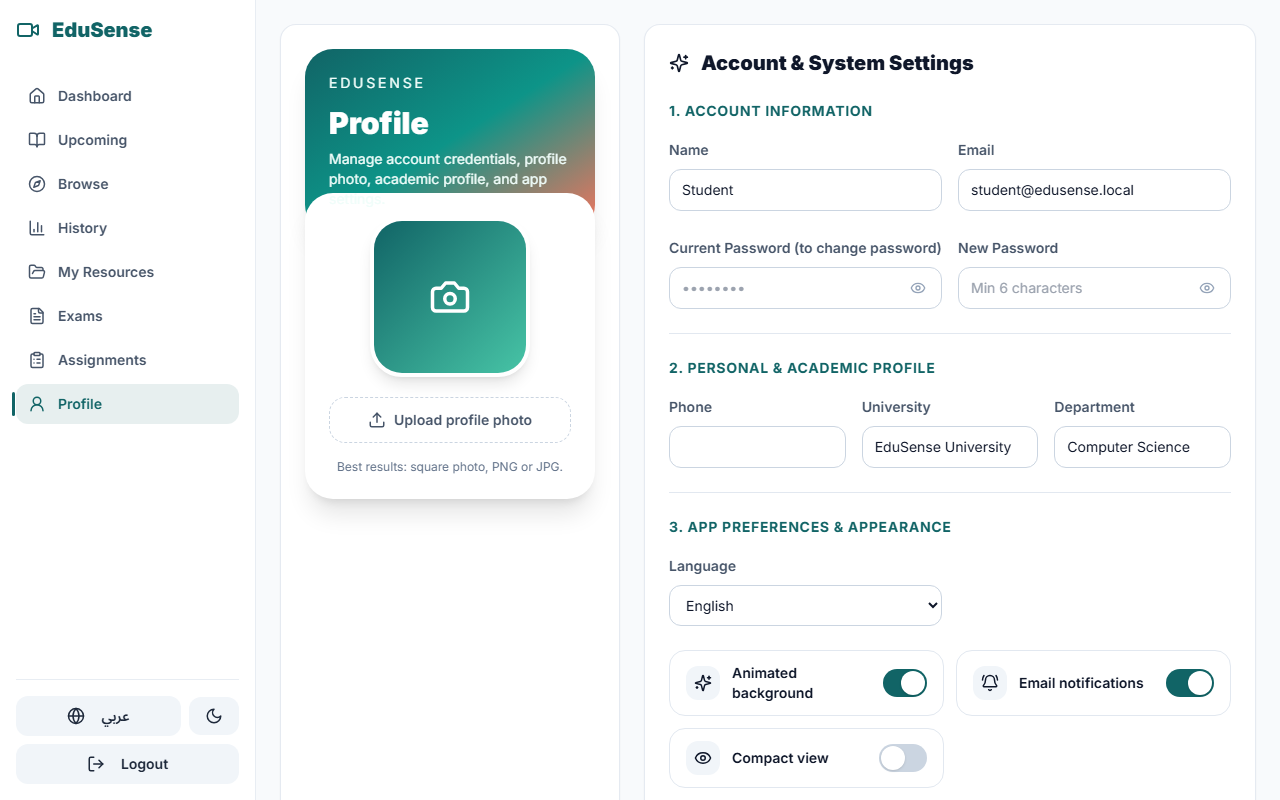 EduSense
Dashboard
Upcoming
Browse
History
My Resources
Exams
Assignments
Profile
عربي
Logout
EDUSENSE
Profile
Manage account credentials, profile
photo, academic profile, and app
Upload profile photo
Best results: square photo, PNG or JPG.
Account & System Settings
1. ACCOUNT INFORMATION
Name
Email
Student
student@edusense.local
Current Password (to change password)
New Password
••••••••
Min 6 characters
2. PERSONAL & ACADEMIC PROFILE
Phone
University
Department
EduSense University
Computer Science
3. APP PREFERENCES & APPEARANCE
Language
English
Animated
background
Email notifications
Compact view